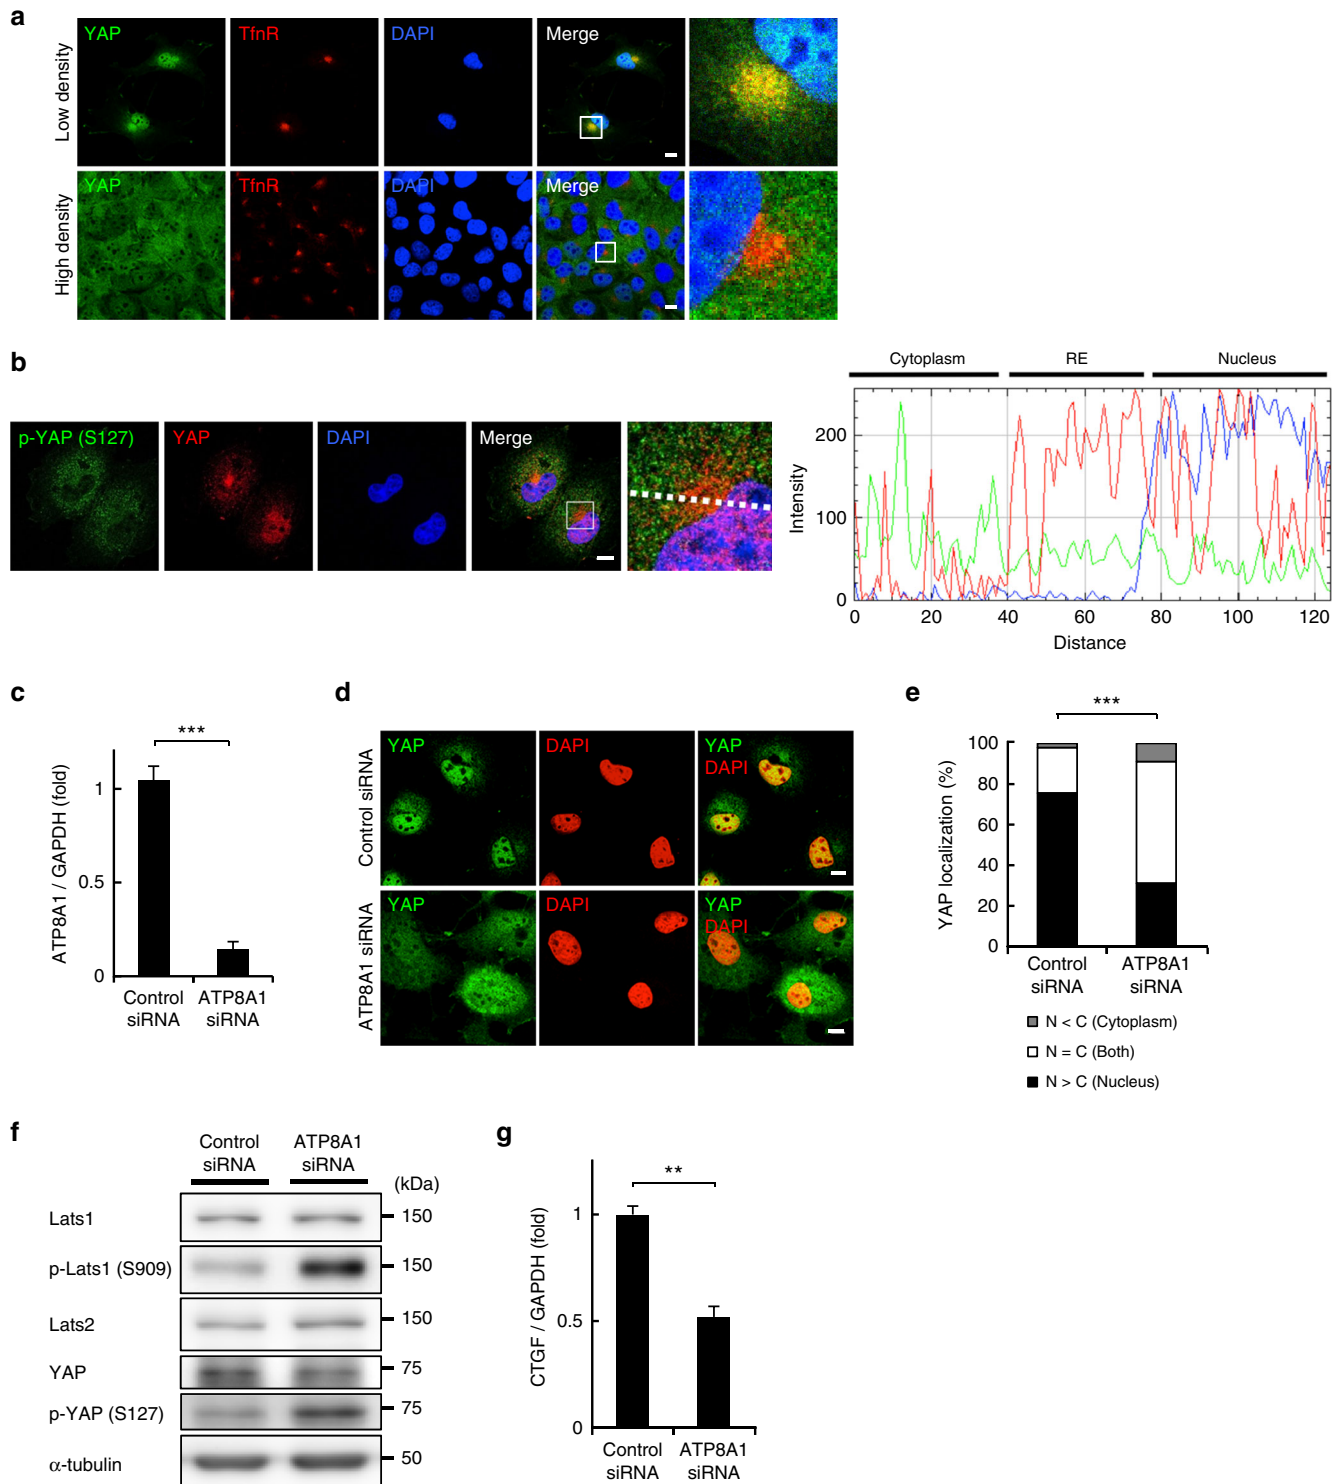 a
Low density
YAP
TfnR
DAPI
Merge
High density
YAP
TfnR
DAPI
Merge
b
p-YAP (S127)
YAP
DAPI
Merge
Cytoplasm
RE
Nucleus
Intensity
200
100
0
0 20 40 60 80 100 120
Distance
c
***
ATP8A1 / GAPDH (fold)
1
0.5
0
Control siRNA
ATP8A1 siRNA
d
Control siRNA
YAP
DAPI
YAP
DAPI
ATP8A1 siRNA
YAP
DAPI
YAP
DAPI
e
***
YAP localization (%)
100
80
60
40
20
0
Control siRNA
ATP8A1 siRNA
N < C (Cytoplasm)
N = C (Both)
N > C (Nucleus)
f
Control siRNA
ATP8A1 siRNA
(kDa)
Lats1
150
p-Lats1 (S909)
150
Lats2
150
YAP
75
p-YAP (S127)
75
α-tubulin
50
g
**
CTGF / GAPDH (fold)
1
0.5
0
Control siRNA
ATP8A1 siRNA